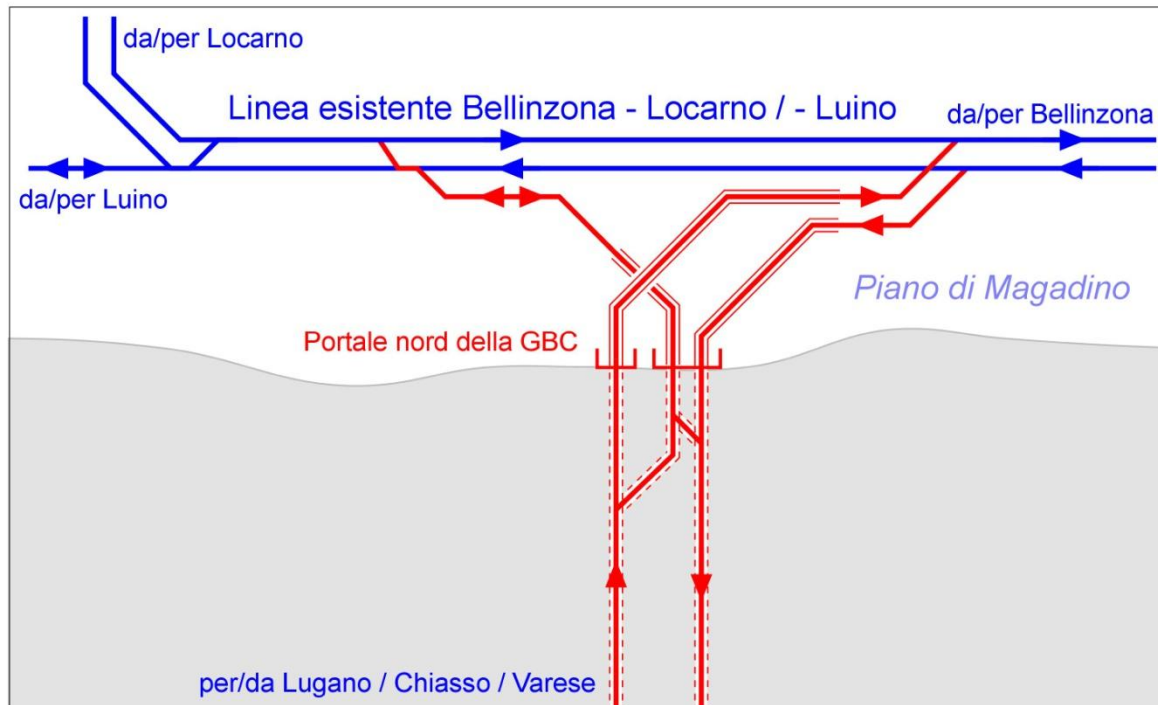 da/per Locarno
Linea esistente Bellinzona - Locarno / - Luino
da/per Bellinzona
da/per Luino
Piano di Magadino
Portale nord della GBC
per/da Lugano / Chiasso / Varese